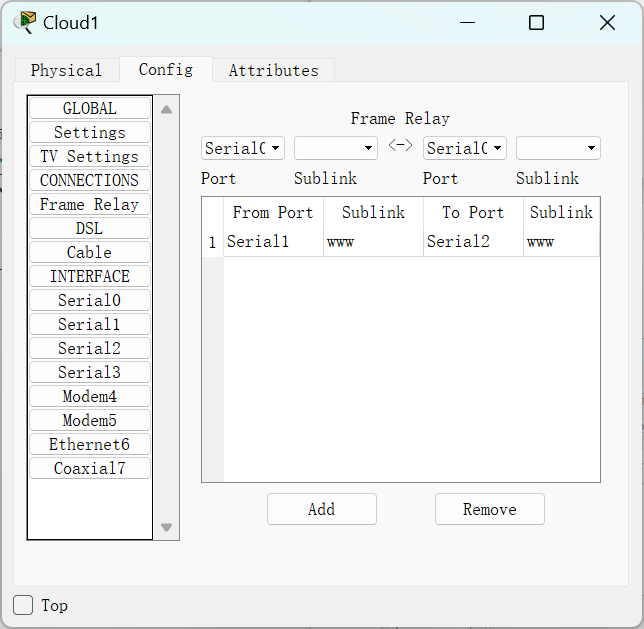 Cloud1
Physical Config Attributes
GLOBAL
Settings
TV Settings
CONNECTIONS
Frame Relay
DSL
Cable
INTERFACE
Serial0
Serial1
Serial2
Serial3
Modem4
Modem5
Ethernet6
Coaxial7
Frame Relay
Serial0 <-> Serial0
Port Sublink Port Sublink
From Port Sublink To Port Sublink
1 Serial1 www Serial2 www
Add Remove
Top